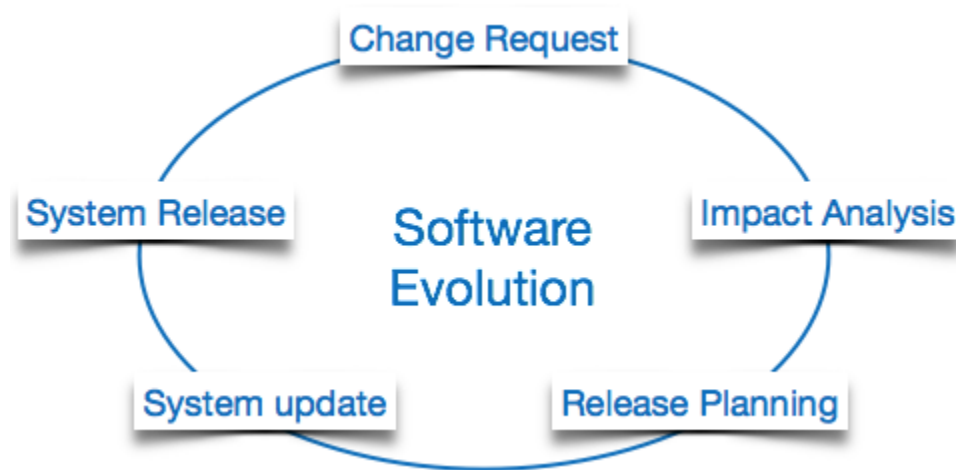 Change Request
System Release
Impact Analysis
Software
Evolution
System update
Release Planning